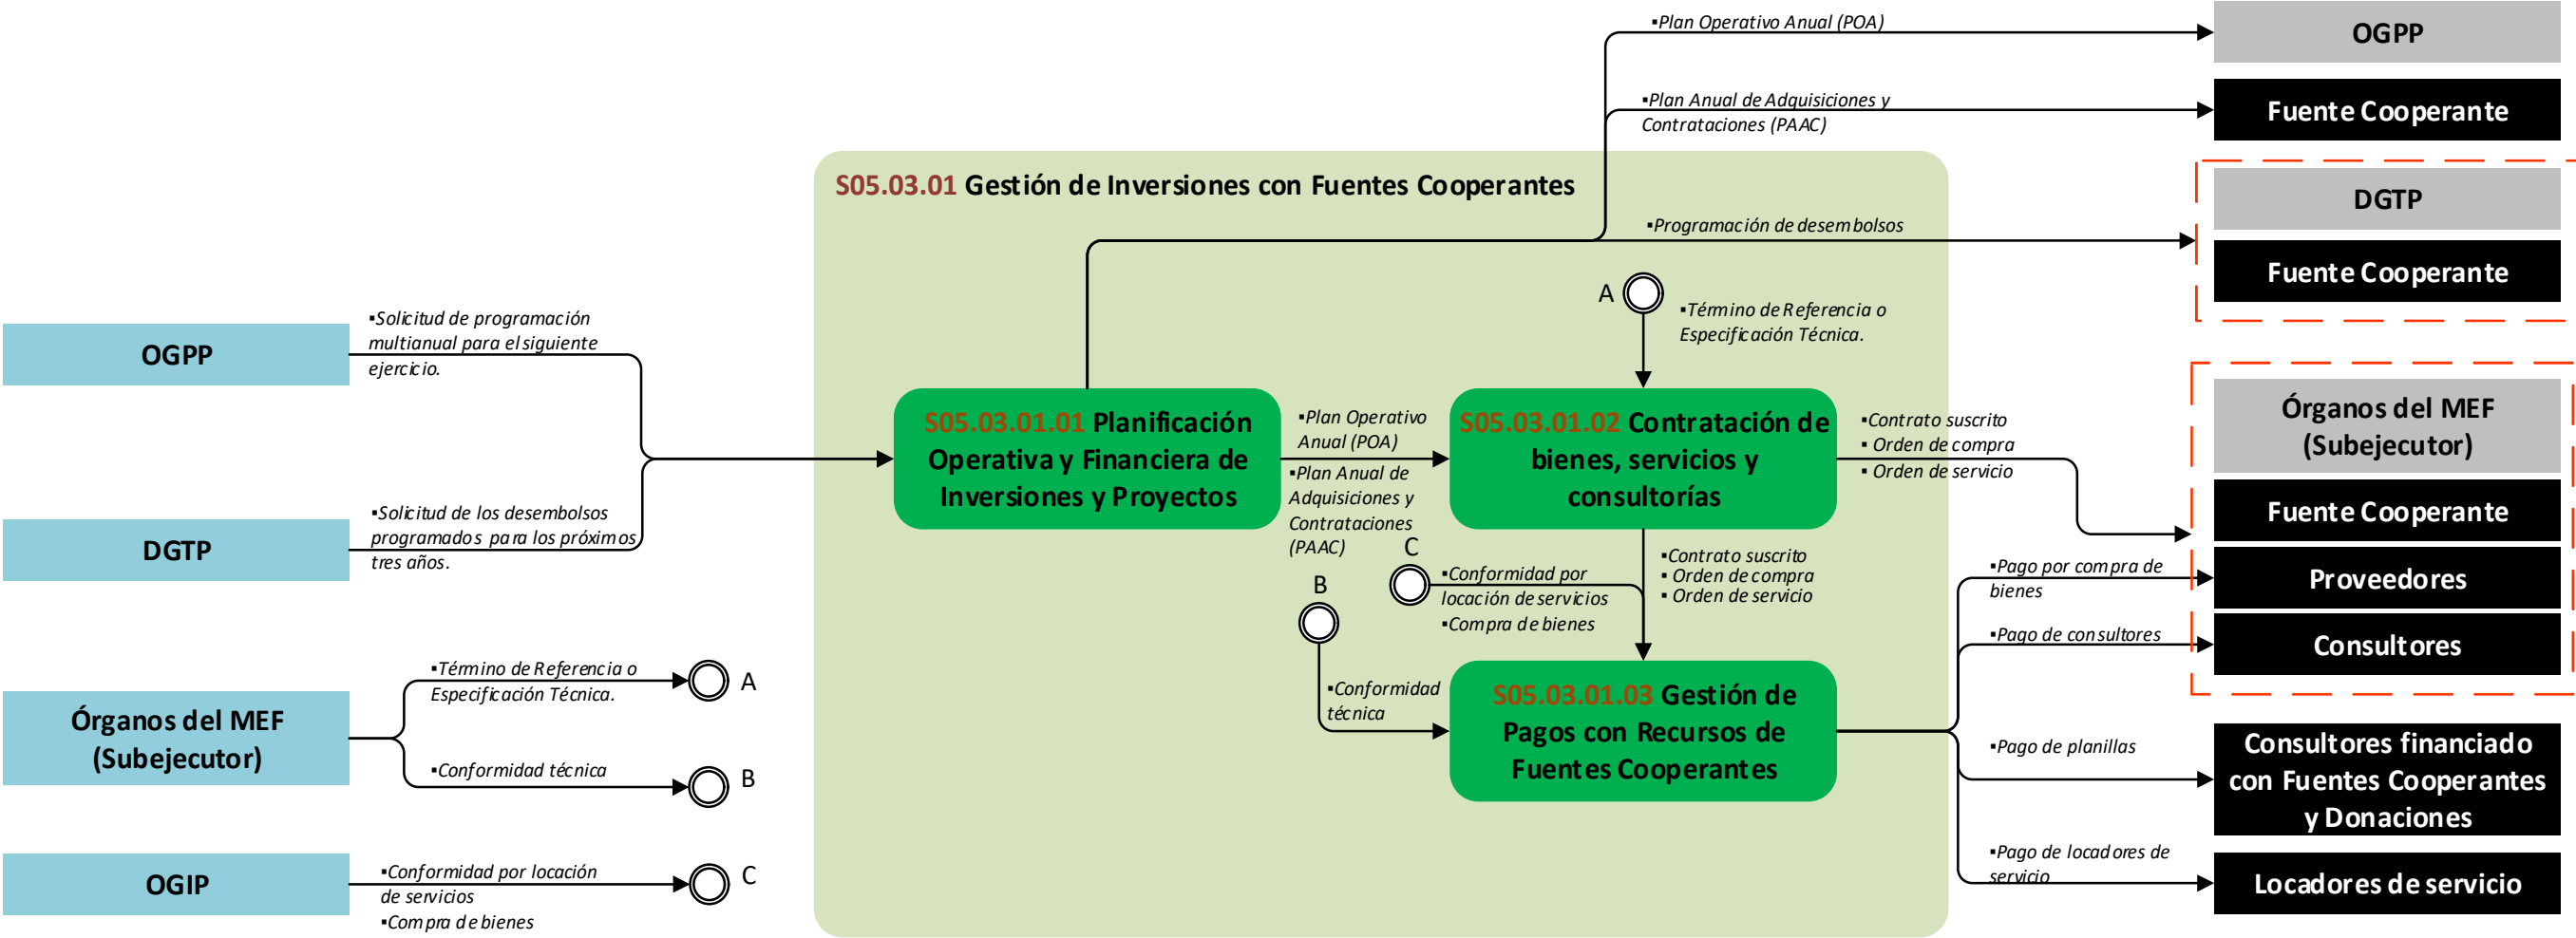 ▪Plan Operativo Anual (POA)
OGPP
▪Plan Anual de Adquisiciones y
Contrataciones (PAAC)
Fuente Cooperante
S05.03.01 Gestión de Inversiones con Fuentes Cooperantes
▪Programación de desembolsos
DGTP
Fuente Cooperante
A
▪Término de Referencia o
Especificación Técnica.
OGPP
▪Solicitud de programación
multianual para el siguiente
ejercicio.
DGTP
▪Solicitud de los desembolsos
programados para los próximos
tres años.
S05.03.01.01 Planificación
Operativa y Financiera de
Inversiones y Proyectos
▪Plan Operativo
Anual (POA)
▪Plan Anual de
Adquisiciones y
Contrataciones
(PAAC)
S05.03.01.02 Contratación de
bienes, servicios y
consultorías
▪Contrato suscrito
▪ Orden de compra
▪ Orden de servicio
Órganos del MEF
(Subejecutor)
Fuente Cooperante
Proveedores
Consultores
C
▪Conformidad por
locación de servicios
▪Compra de bienes
▪Contrato suscrito
▪ Orden de compra
▪ Orden de servicio
B
▪Conformidad
técnica
S05.03.01.03 Gestión de
Pagos con Recursos de
Fuentes Cooperantes
▪Pago por compra de
bienes
▪Pago de consultores
▪Pago de planillas
Consultores financiado
con Fuentes Cooperantes
y Donaciones
▪Pago de locadores de
servicio
Locadores de servicio
Órganos del MEF
(Subejecutor)
▪Término de Referencia o
Especificación Técnica.
A
▪Conformidad técnica
B
OGIP
▪Conformidad por locación
de servicios
▪Compra de bienes
C